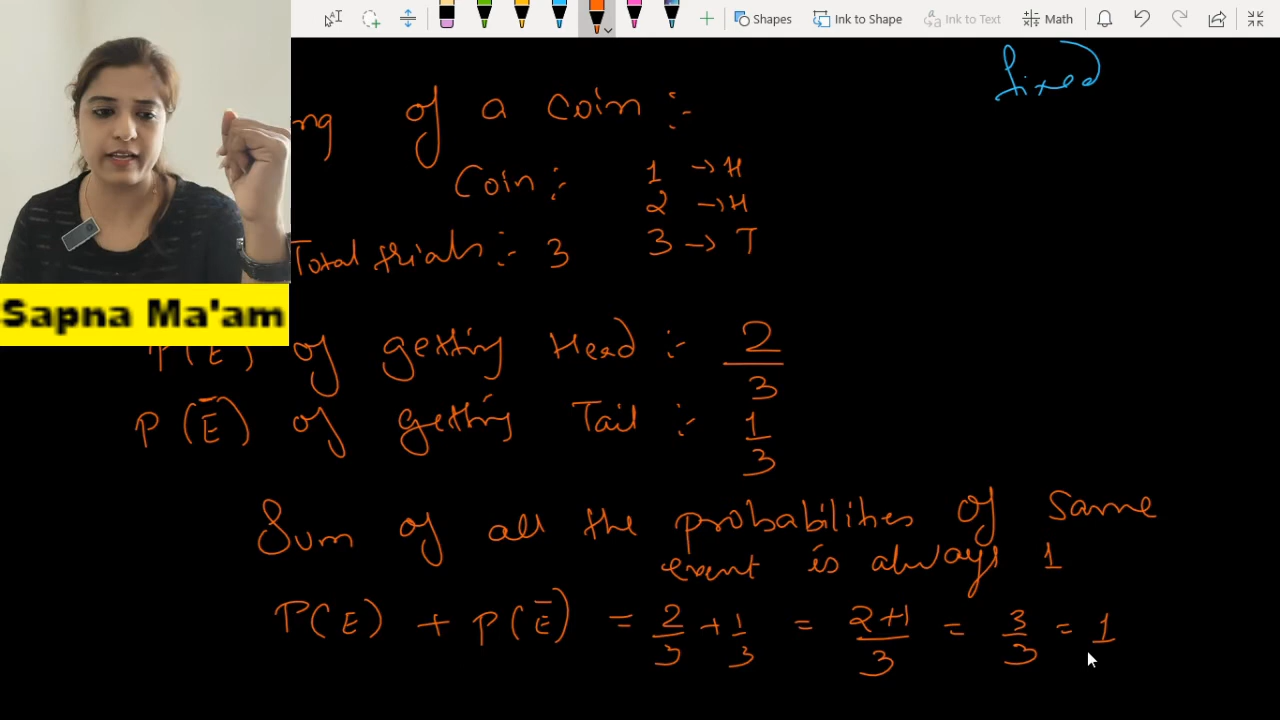 Shapes Ink to Shape Ink to Text Math
fixed
ng of a coin :-
Coin :- 1 → H
2 → H
Total trials :- 3 3 → T
Sapna Ma'am
P(E) of getting Head :- 2/3
P(Ē) of getting Tail :- 1/3
Sum of all the probabilities of same
event is always 1
P(E) + P(Ē) = 2/3 + 1/3 = 2+1/3 = 3/3 = 1